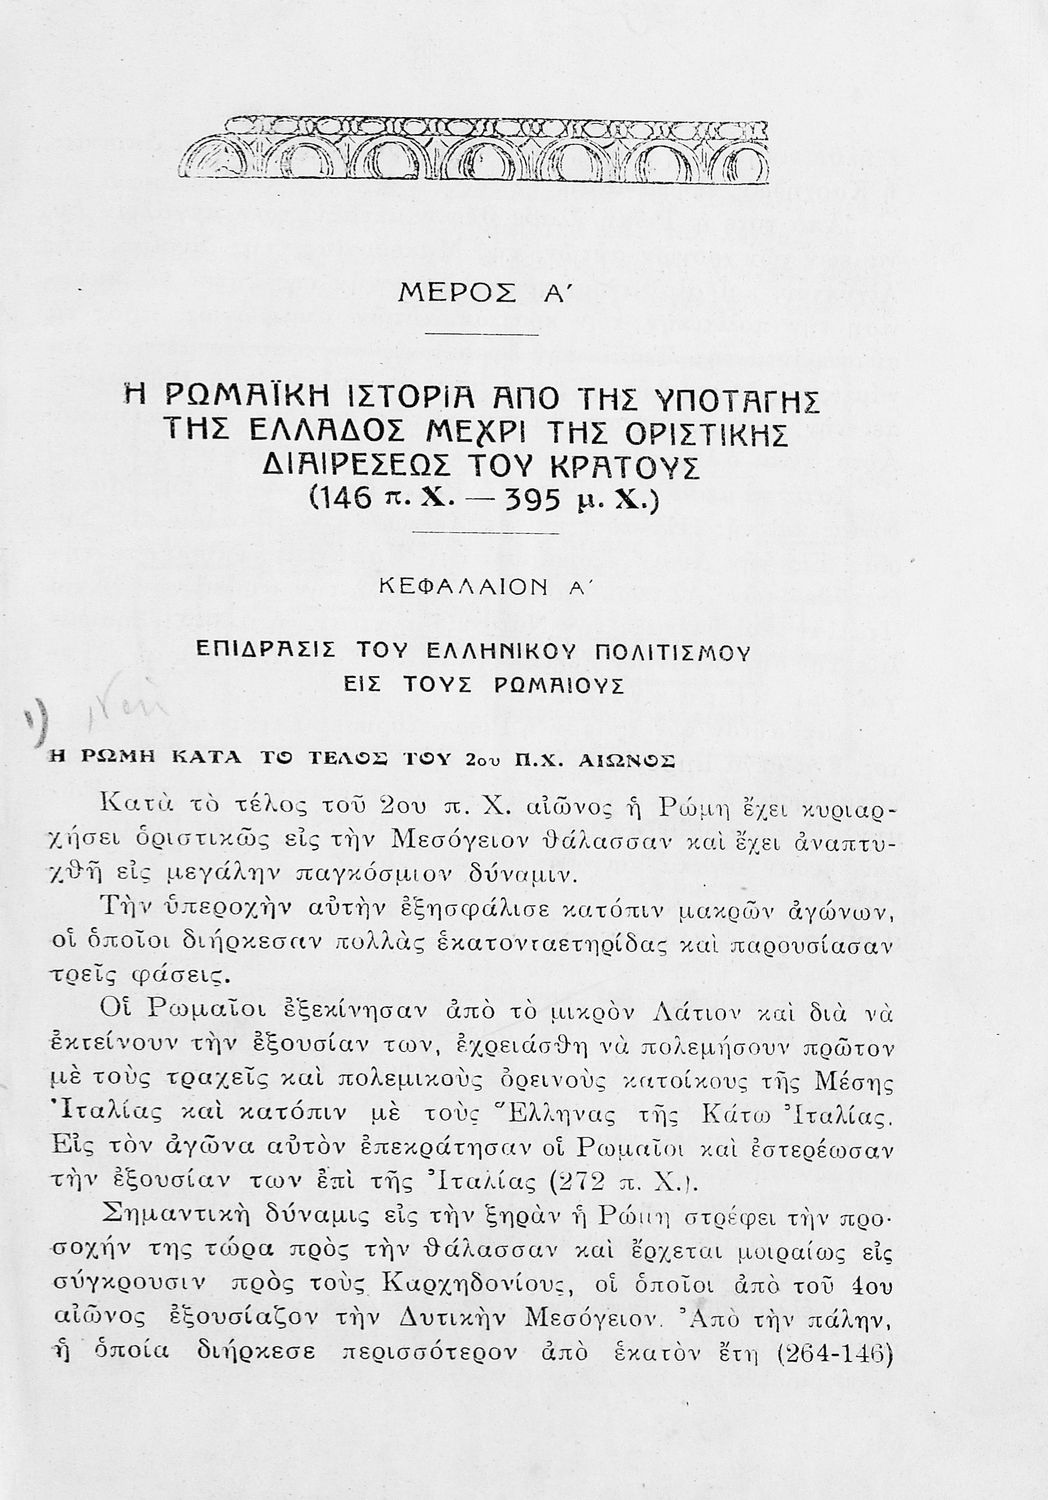 ΜΕΡΟΣ Α΄
Η ΡΩΜΑΪΚΗ ΙΣΤΟΡΙΑ ΑΠΟ ΤΗΣ ΥΠΟΤΑΓΗΣ
ΤΗΣ ΕΛΛΑΔΟΣ ΜΕΧΡΙ ΤΗΣ ΟΡΙΣΤΙΚΗΣ
ΔΙΑΙΡΕΣΕΩΣ ΤΟΥ ΚΡΑΤΟΥΣ
(146 π. Χ. — 395 μ. Χ.)
ΚΕΦΑΛΑΙΟΝ Α΄
ΕΠΙΔΡΑΣΙΣ ΤΟΥ ΕΛΛΗΝΙΚΟΥ ΠΟΛΙΤΙΣΜΟΥ
ΕΙΣ ΤΟΥΣ ΡΩΜΑΙΟΥΣ
1)
Η ΡΩΜΗ ΚΑΤΑ ΤΟ ΤΕΛΟΣ ΤΟΥ 2ου Π.Χ. ΑΙΩΝΟΣ
Κατὰ τὸ τέλος τοῦ 2ου π. Χ. αἰῶνος ἡ Ρώμη ἔχει κυριαρ-
χήσει ὁριστικῶς εἰς τὴν Μεσόγειον θάλασσαν καὶ ἔχει ἀναπτυ-
χθῆ εἰς μεγάλην παγκόσμιον δύναμιν.
Τὴν ὑπεροχὴν αὐτὴν ἐξησφάλισε κατόπιν μακρῶν ἀγώνων,
οἱ ὁποῖοι διήρκεσαν πολλὰς ἑκατονταετηρίδας καὶ παρουσίασαν
τρεῖς φάσεις.
Οἱ Ρωμαῖοι ἐξεκίνησαν ἀπὸ τὸ μικρὸν Λάτιον καὶ διὰ νὰ
ἐκτείνουν τὴν ἐξουσίαν των, ἐχρειάσθη νὰ πολεμήσουν πρῶτον
μὲ τοὺς τραχεῖς καὶ πολεμικοὺς ὀρεινοὺς κατοίκους τῆς Μέσης
Ἰταλίας καὶ κατόπιν μὲ τοὺς Ἕλληνας τῆς Κάτω Ἰταλίας.
Εἰς τὸν ἀγῶνα αὐτὸν ἐπεκράτησαν οἱ Ρωμαῖοι καὶ ἐστερέωσαν
τὴν ἐξουσίαν των ἐπὶ τῆς Ἰταλίας (272 π. Χ.).
Σημαντικὴ δύναμις εἰς τὴν ξηρὰν ἡ Ρώμη στρέφει τὴν προ-
σοχήν της τώρα πρὸς τὴν θάλασσαν καὶ ἔρχεται μοιραίως εἰς
σύγκρουσιν πρὸς τοὺς Καρχηδονίους, οἱ ὁποῖοι ἀπὸ τοῦ 4ου
αἰῶνος ἐξουσίαζον τὴν Δυτικὴν Μεσόγειον. Ἀπὸ τὴν πάλην,
ἡ ὁποία διήρκεσε περισσότερον ἀπὸ ἑκατὸν ἔτη (264-146)